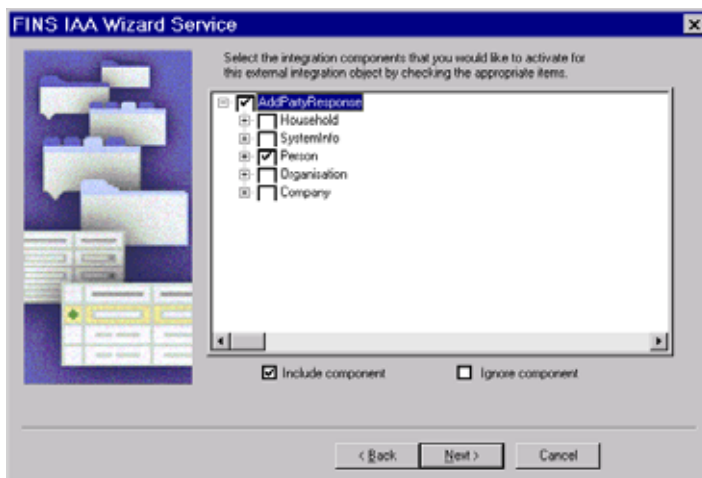 FINS IAA Wizard Service
Select the integration components that you would like to activate for
this external integration object by checking the appropriate items.
AddPartyResponse
Household
SystemInfo
Person
Organisation
Company
Include component
Ignore component
< Back
Next >
Cancel